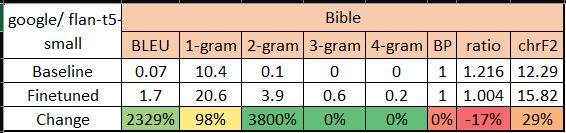 google/ flan-t5-small Bible
BLEU 1-gram 2-gram 3-gram 4-gram BP ratio chrF2
Baseline 0.07 10.4 0.1 0 0 1 1.216 12.29
Finetuned 1.7 20.6 3.9 0.6 0.2 1 1.004 15.82
Change 2329% 98% 3800% 0% 0% 0% -17% 29%